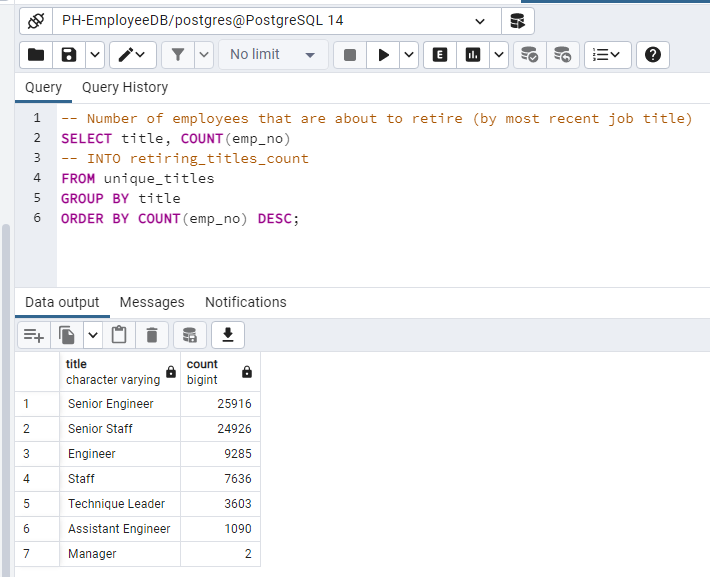 PH-EmployeeDB/postgres@PostgreSQL 14
No limit
E
Query Query History
1 -- Number of employees that are about to retire (by most recent job title)
2 SELECT title, COUNT(emp_no)
3 -- INTO retiring_titles_count
4 FROM unique_titles
5 GROUP BY title
6 ORDER BY COUNT(emp_no) DESC;
Data output Messages Notifications
title count
character varying bigint
1 Senior Engineer 25916
2 Senior Staff 24926
3 Engineer 9285
4 Staff 7636
5 Technique Leader 3603
6 Assistant Engineer 1090
7 Manager 2